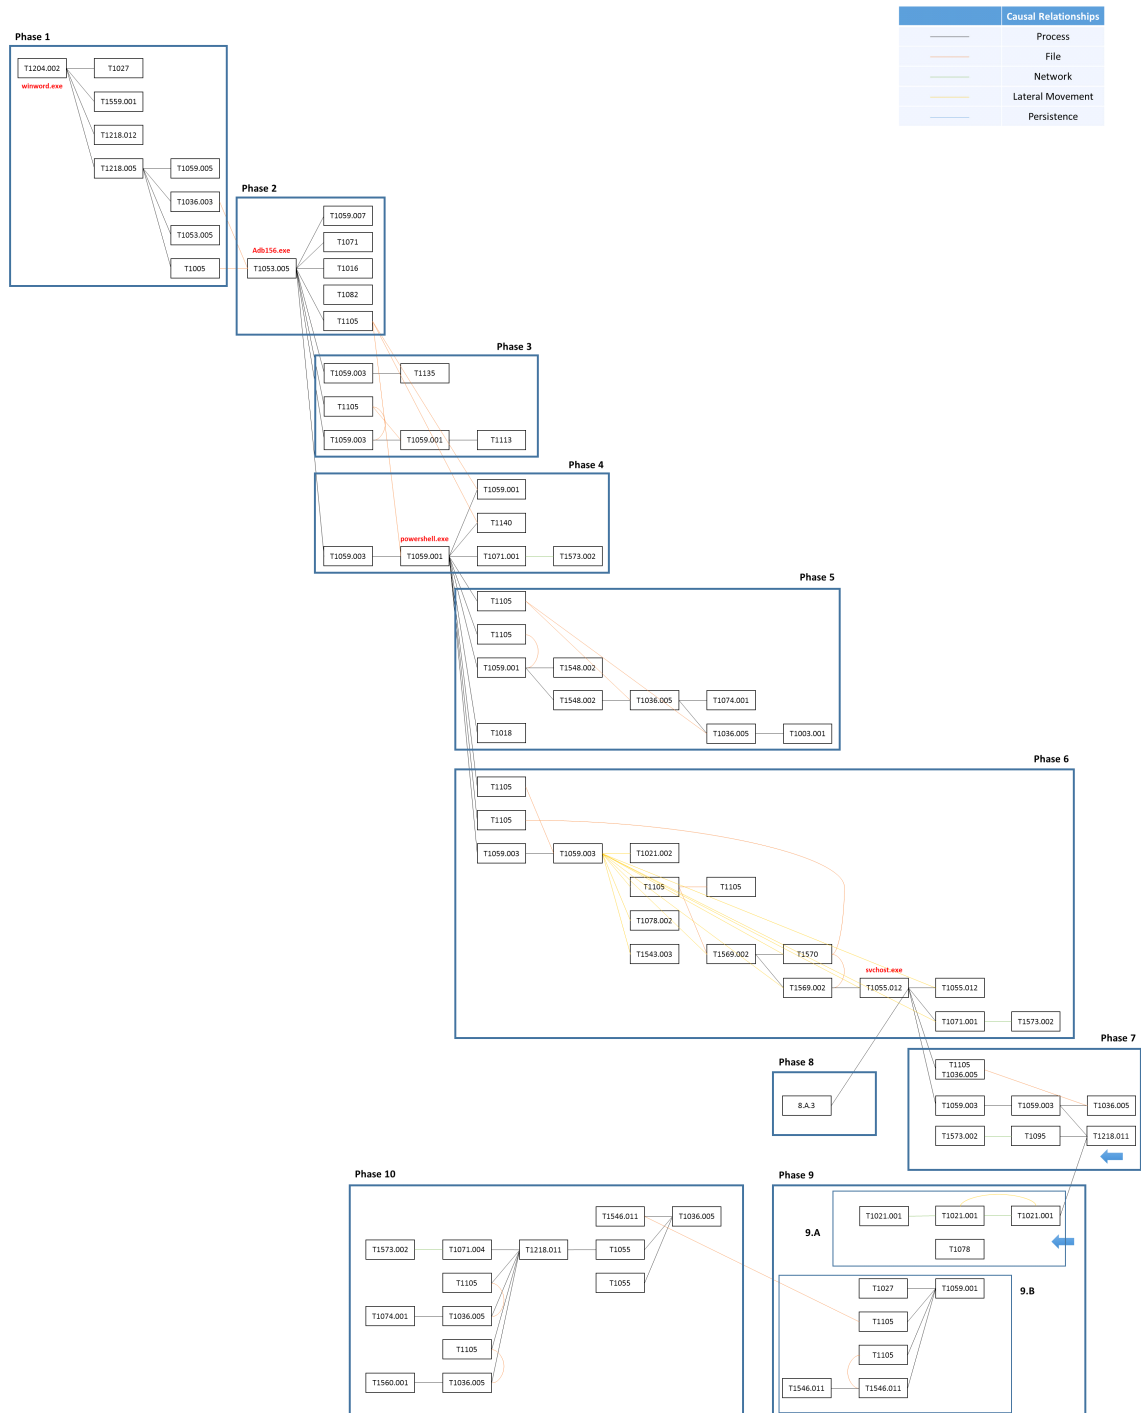 Causal Relationships
Process
File
Network
Lateral Movement
Persistence
Phase 1
T1204.002
T1027
winword.exe
T1559.001
T1218.012
T1218.005
T1059.005
T1036.003
T1053.005
T1005
Phase 2
T1059.007
T1071
Adb156.exe
T1053.005
T1016
T1082
T1105
Phase 3
T1059.003
T1135
T1105
T1059.003
T1059.001
T1113
Phase 4
T1059.001
T1140
powershell.exe
T1059.003
T1059.001
T1071.001
T1573.002
Phase 5
T1105
T1105
T1059.001
T1548.002
T1548.002
T1036.005
T1074.001
T1018
T1036.005
T1003.001
Phase 6
T1105
T1105
T1059.003
T1059.003
T1021.002
T1105
T1105
T1078.002
T1543.003
T1569.002
T1570
svchost.exe
T1569.002
T1055.012
T1055.012
T1071.001
T1573.002
Phase 7
T1105
T1036.005
T1059.003
T1059.003
T1036.005
T1573.002
T1095
T1218.011
Phase 8
8.A.3
Phase 9
9.A
T1021.001
T1021.001
T1021.001
T1078
9.B
T1027
T1059.001
T1105
T1105
T1546.011
T1546.011
Phase 10
T1546.011
T1036.005
T1573.002
T1071.004
T1218.011
T1055
T1105
T1055
T1074.001
T1036.005
T1105
T1560.001
T1036.005